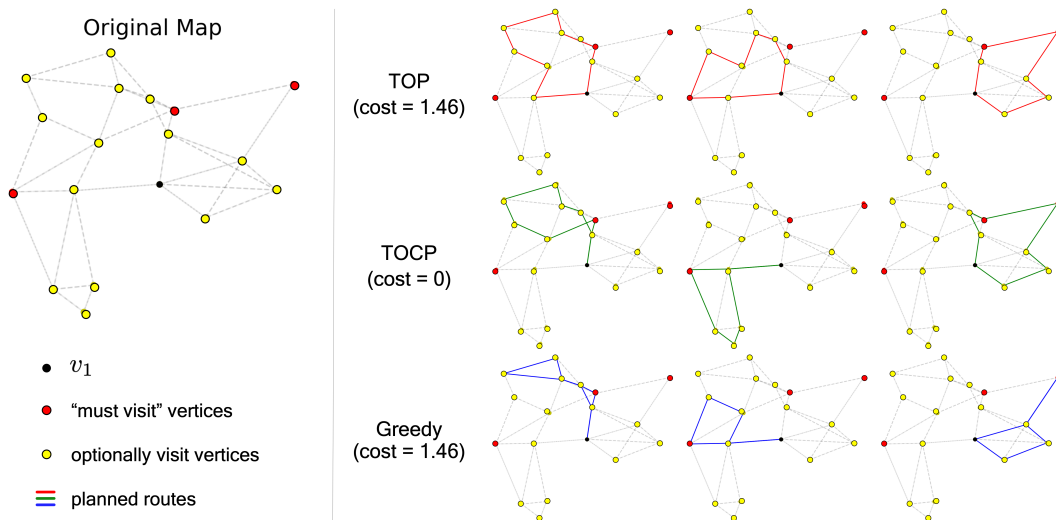 Original Map
v1
“must visit” vertices
optionally visit vertices
planned routes
TOP
(cost = 1.46)
TOCP
(cost = 0)
Greedy
(cost = 1.46)